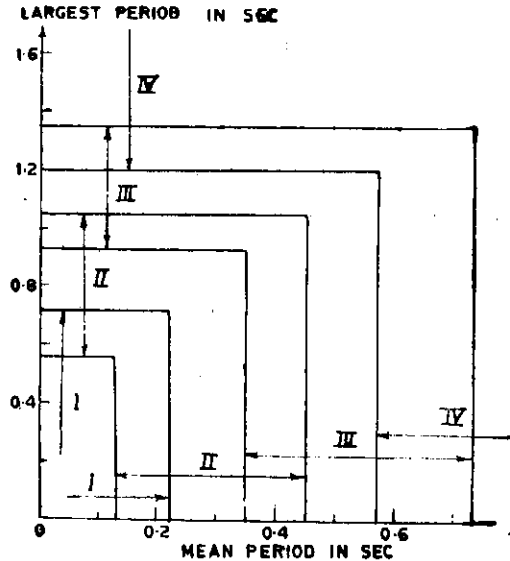 LARGEST PERIOD IN SEC
1·6
IV
1.2
III
II
0.8
I
0.4
IV
III
II
I
0 0·2 0·4 0·6
MEAN PERIOD IN SEC